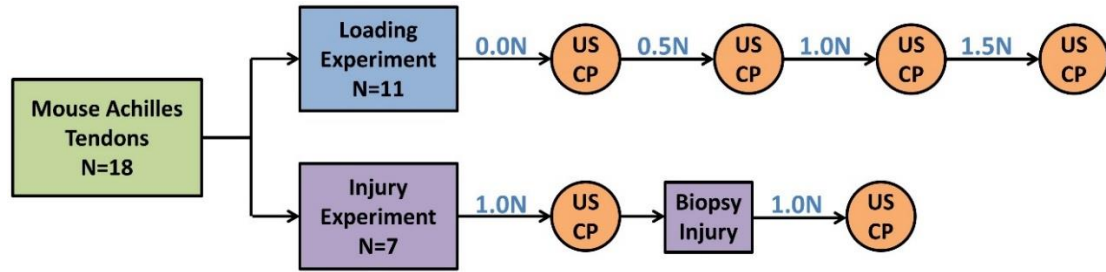 Mouse Achilles
Tendons
N=18
Loading
Experiment
N=11
0.0N
US
CP
0.5N
US
CP
1.0N
US
CP
1.5N
US
CP
Injury
Experiment
N=7
1.0N
US
CP
Biopsy
Injury
1.0N
US
CP